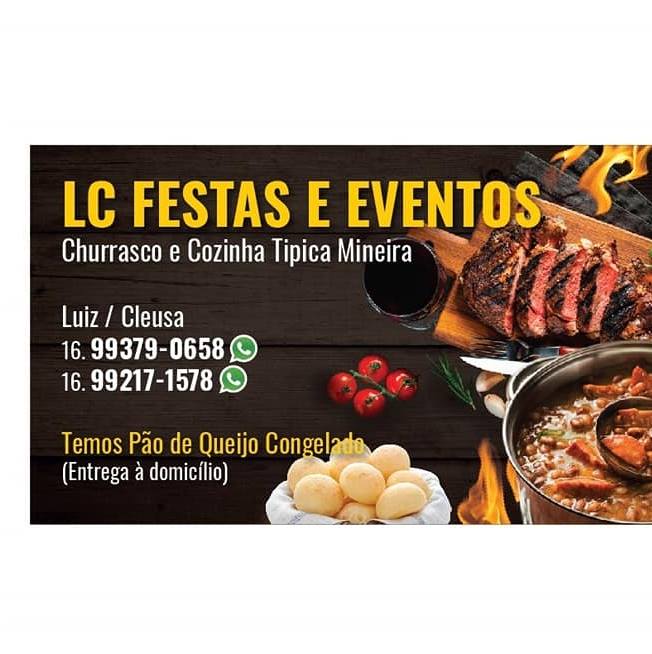 LC FESTAS E EVENTOS
Churrasco e Cozinha Tipica Mineira
Luiz / Cleusa
16. 99379-0658
16. 99217-1578
Temos Pão de Queijo Congelado
(Entrega à domicílio)